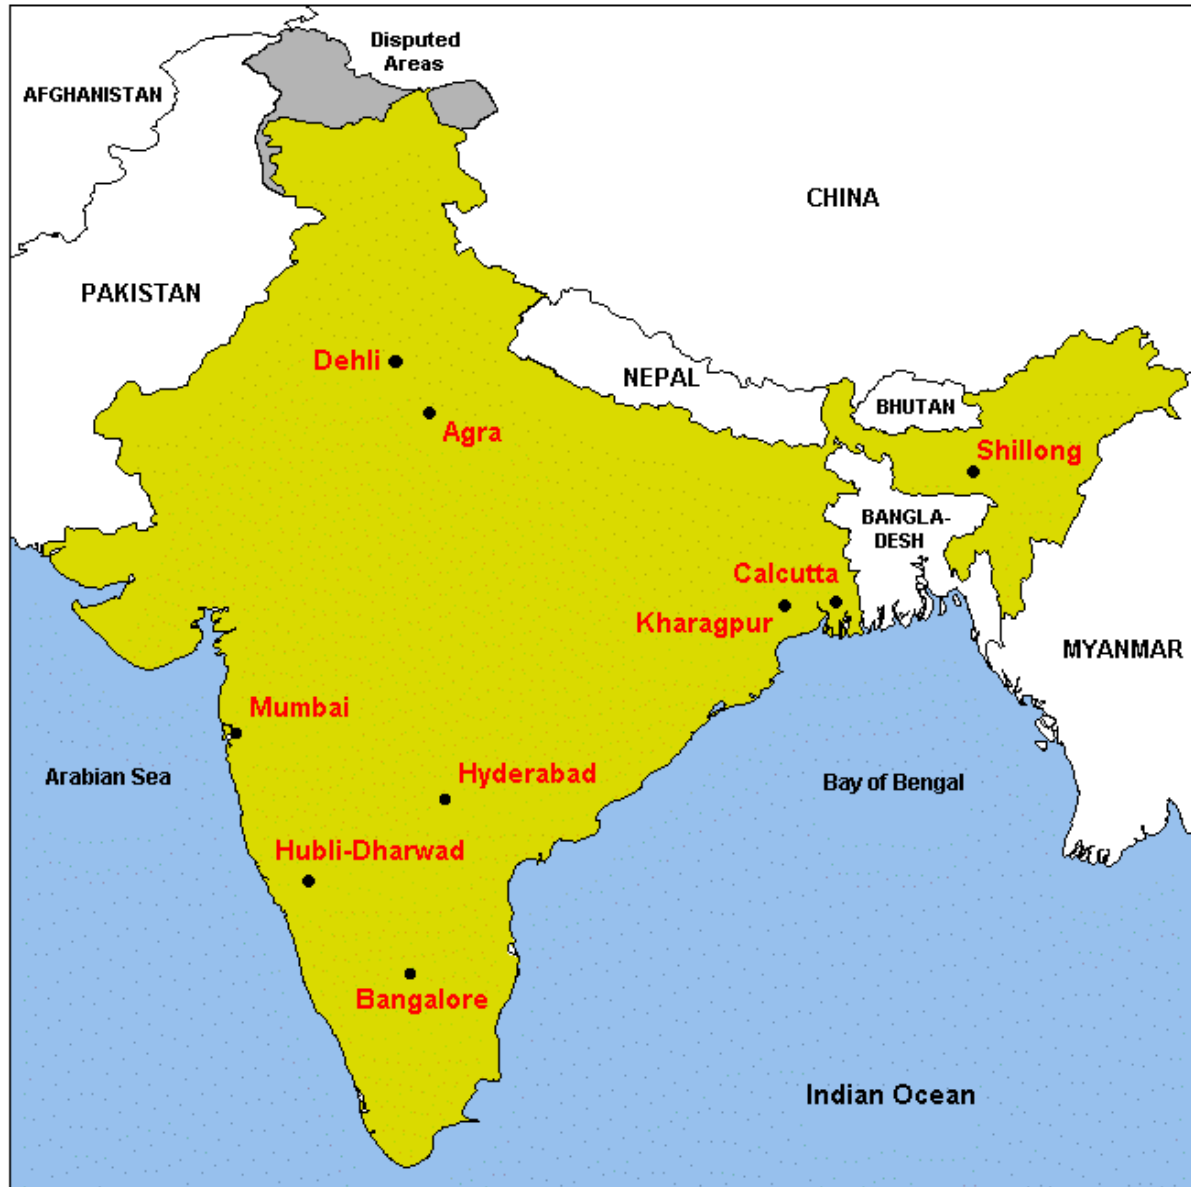 Disputed
Areas
AFGHANISTAN
CHINA
PAKISTAN
Dehli
NEPAL
BHUTAN
Agra
Shillong
BANGLA-
DESH
Calcutta
Kharagpur
MYANMAR
Mumbai
Arabian Sea
Hyderabad
Bay of Bengal
Hubli-Dharwad
Bangalore
Indian Ocean